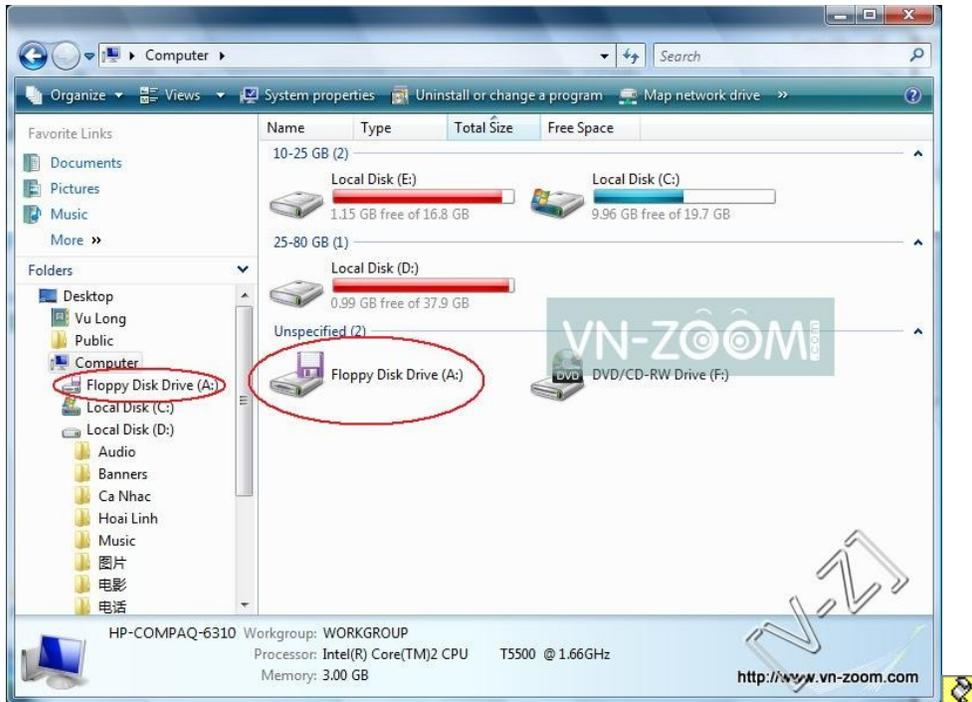 Computer
Search
Organize Views System properties Uninstall or change a program Map network drive »
Favorite Links
Documents
Pictures
Music
More »
Folders
Desktop
Vu Long
Public
Computer
Floppy Disk Drive (A:)
Local Disk (C:)
Local Disk (D:)
Audio
Banners
Ca Nhac
Hoai Linh
Music
图片
电影
电话
Name Type Total Size Free Space
10-25 GB (2)
Local Disk (E:)
1.15 GB free of 16.8 GB
Local Disk (C:)
9.96 GB free of 19.7 GB
25-80 GB (1)
Local Disk (D:)
0.99 GB free of 37.9 GB
Unspecified (2)
Floppy Disk Drive (A:)
DVD
DVD/CD-RW Drive (F:)
VN-ZOOM.com
[V-Z]
HP-COMPAQ-6310 Workgroup: WORKGROUP
Processor: Intel(R) Core(TM)2 CPU T5500 @ 1.66GHz
Memory: 3.00 GB
http://www.vn-zoom.com